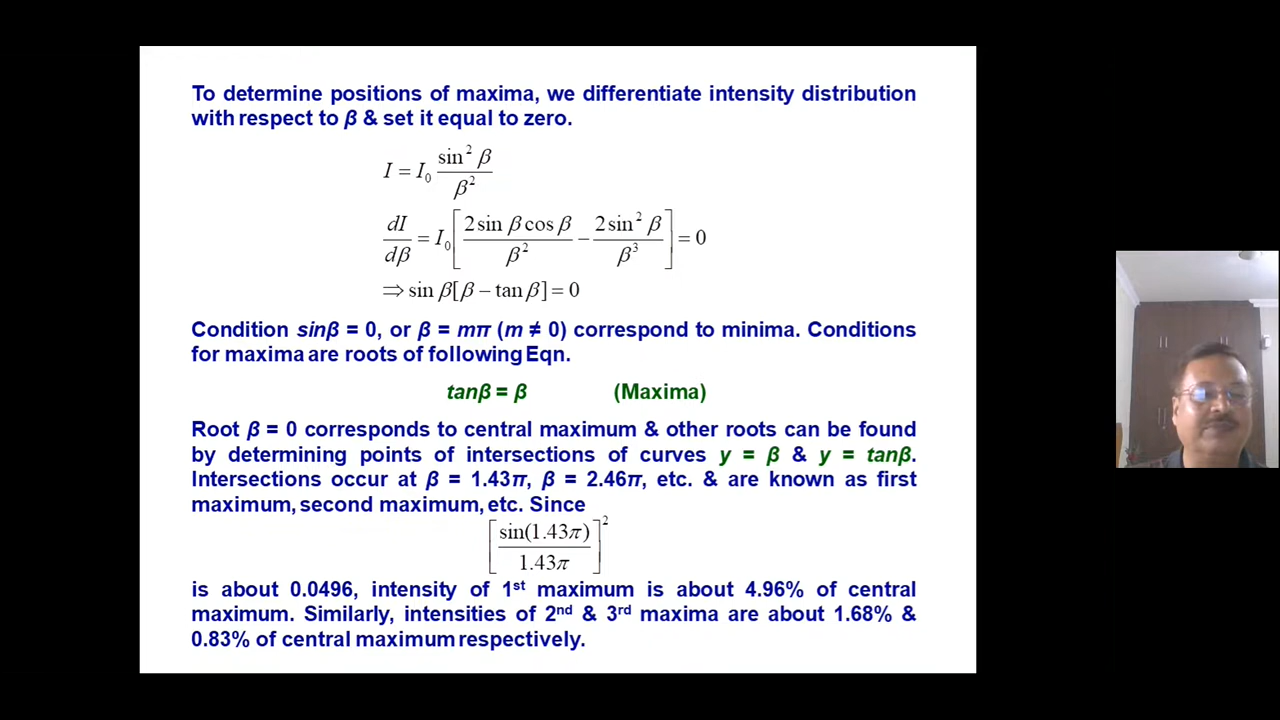 To determine positions of maxima, we differentiate intensity distribution
with respect to β & set it equal to zero.
I = I₀ sin² β / β²
dI/dβ = I₀ [2 sin β cos β / β² − 2 sin² β / β³] = 0
⇒ sin β[β − tan β] = 0
Condition sinβ = 0, or β = mπ (m ≠ 0) correspond to minima. Conditions
for maxima are roots of following Eqn.
tanβ = β (Maxima)
Root β = 0 corresponds to central maximum & other roots can be found
by determining points of intersections of curves y = β & y = tanβ.
Intersections occur at β = 1.43π, β = 2.46π, etc. & are known as first
maximum, second maximum, etc. Since
[sin(1.43π) / 1.43π]²
is about 0.0496, intensity of 1st maximum is about 4.96% of central
maximum. Similarly, intensities of 2nd & 3rd maxima are about 1.68% &
0.83% of central maximum respectively.